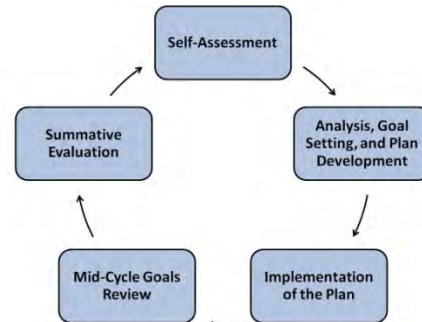 Self-Assessment
Analysis, Goal
Setting, and Plan
Development
Implementation
of the Plan
Mid-Cycle Goals
Review
Summative
Evaluation